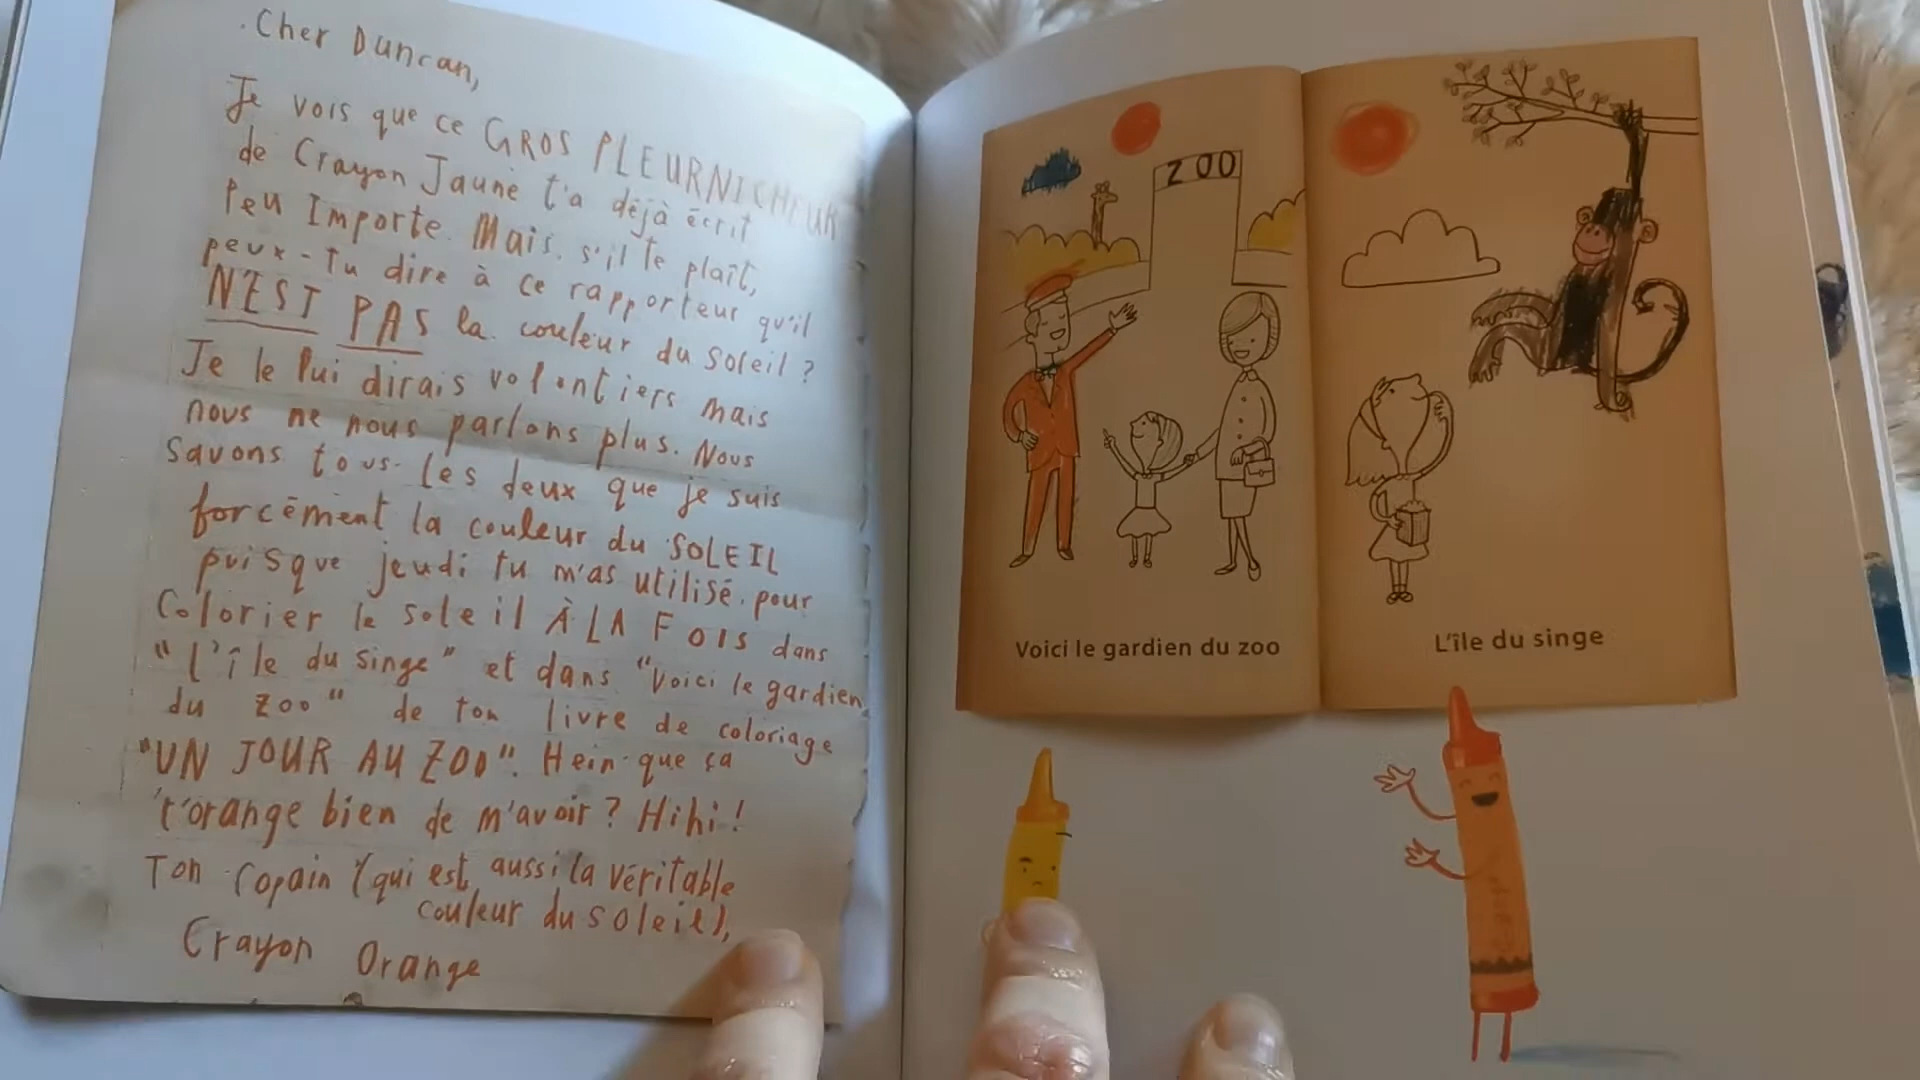 Cher Duncan,
Je vois que ce GROS PLEURNICHEUR
de Crayon Jaune t'a déjà écrit
Peu Importe. Mais, s'il te plaît,
peux-tu dire à ce rapporteur qu'il
N'EST PAS la couleur du soleil ?
Je le lui dirais volontiers mais
nous ne nous parlons plus. Nous
savons tous les deux que je suis
forcément la couleur du SOLEIL
puisque jeudi tu m'as utilisé pour
colorier le soleil À LA FOIS dans
"l'île du singe" et dans "Voici le gardien
du zoo" de ton livre de coloriage
"UN JOUR AU ZOO". Hein que ça
t'orange bien de m'avoir ? Hihi !
Ton copain (qui est aussi la véritable
couleur du soleil),
Crayon Orange
ZOO
Voici le gardien du zoo
L'île du singe